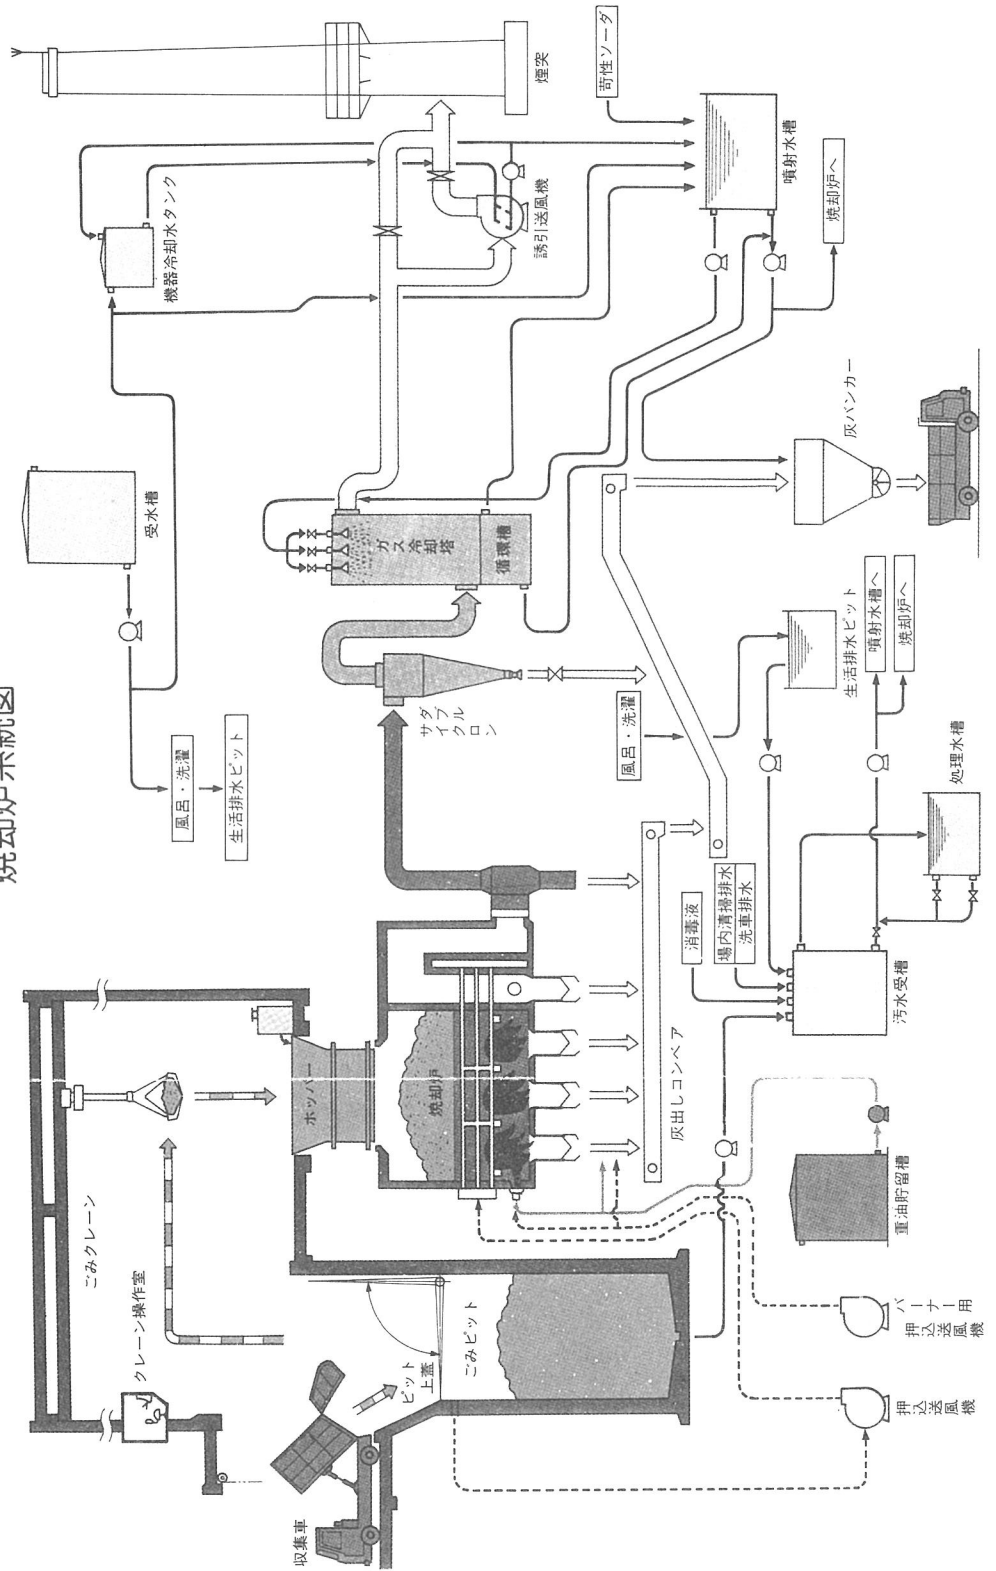 焼却炉系統図
煙突
苛性ソーダ
機器冷却水タンク
誘引送風機
噴射水槽
焼却炉へ
受水槽
ガス冷却塔
循環槽
灰バンカー
風呂・洗濯
生活排水ピット
ダブル
サイクロン
風呂・洗濯
生活排水ピット
噴射水槽へ
焼却炉へ
処理水槽
消毒液
場内清掃排水
洗車排水
汚水受槽
ごみクレーン
クレーン操作室
ホッパー
焼却炉
灰出しコンベア
重油貯留槽
収集車
ピット
上蓋
ごみピット
バーナー用
押込送風機
押込送風機